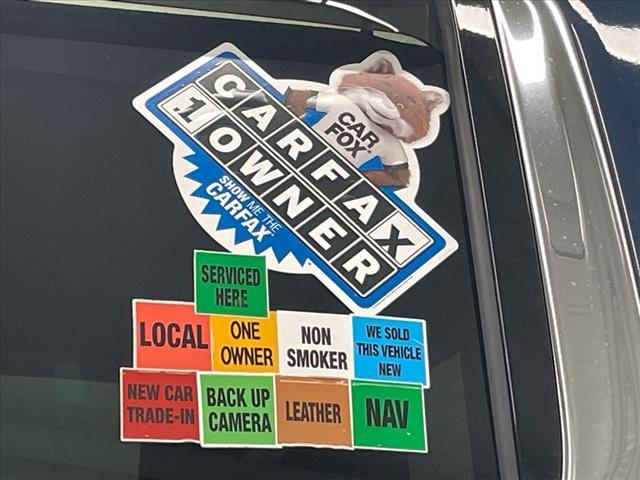 CARFAX
1 OWNER
CAR
FOX
SHOW ME THE
CARFAX
SERVICED
HERE
LOCAL
ONE
OWNER
NON
SMOKER
WE SOLD
THIS VEHICLE
NEW
NEW CAR
TRADE-IN
BACK UP
CAMERA
LEATHER
NAV